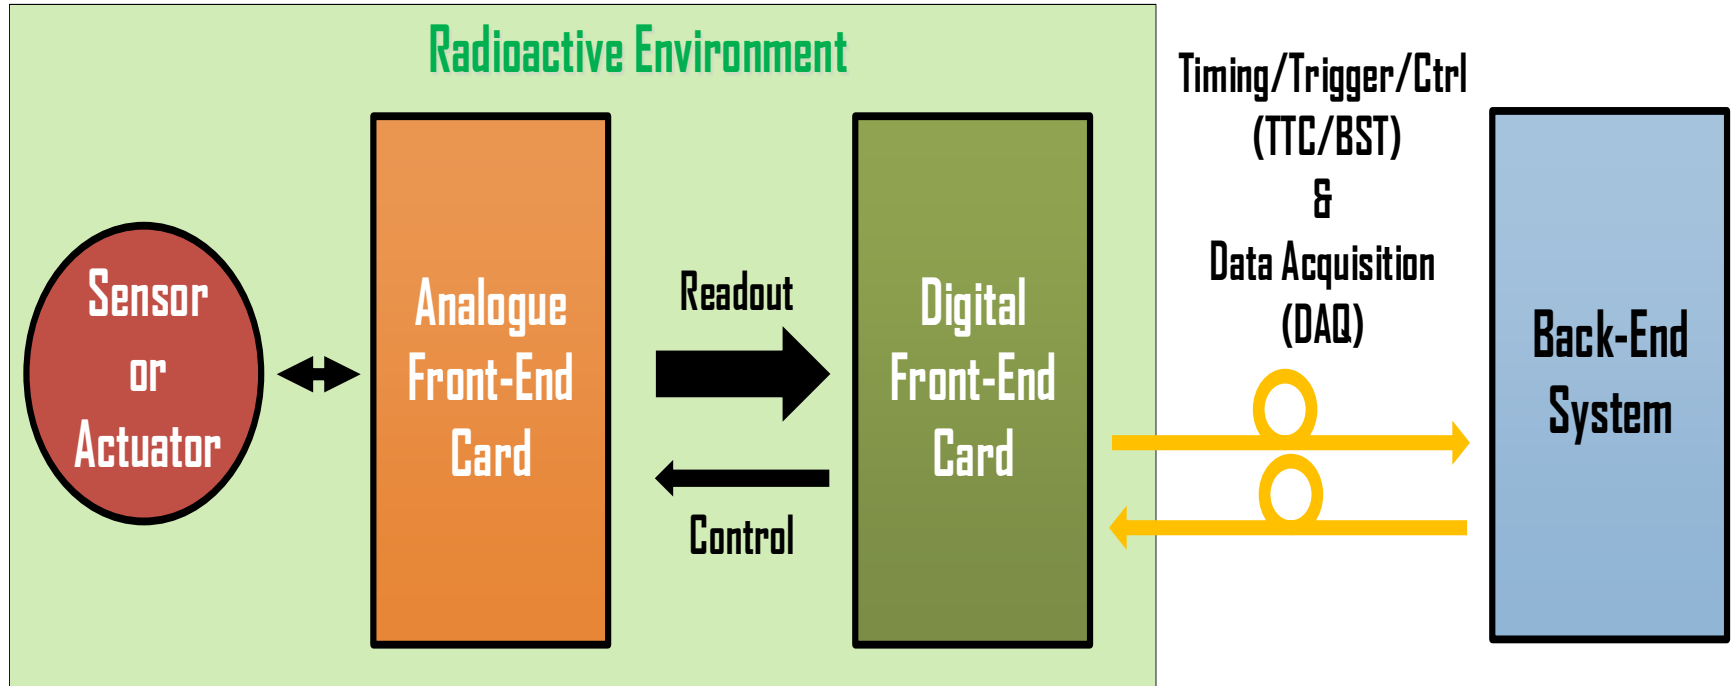 Radioactive Environment
Sensor
or
Actuator
Analogue
Front-End
Card
Readout
Control
Digital
Front-End
Card
Timing/Trigger/Ctrl
(TTC/BST)
&
Data Acquisition
(DAQ)
Back-End
System